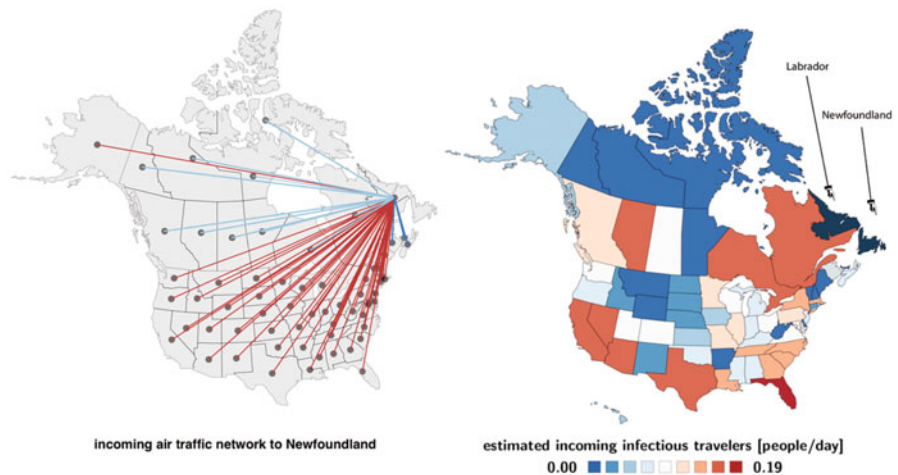 Labrador
Newfoundland
incoming air traffic network to Newfoundland
estimated incoming infectious travelers [people/day]
0.00 0.19